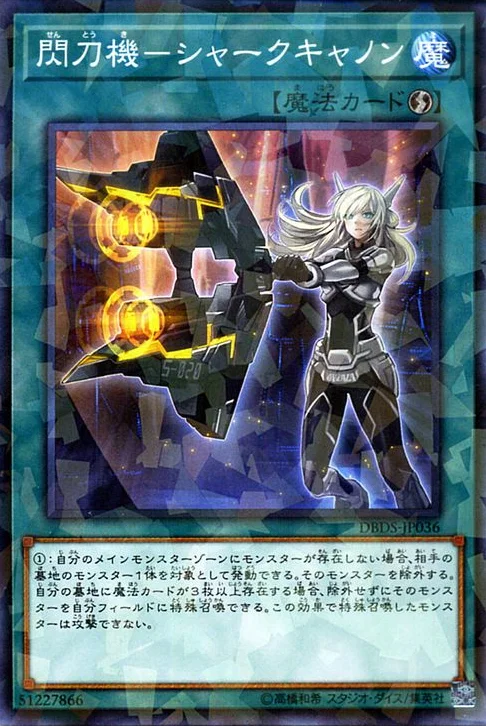 閃刀機－シャークキャノン 魔
【魔法カード】
S-020
DBDS-JP036
①：自分のメインモンスターゾーンにモンスターが存在しない場合、相手の
墓地のモンスター１体を対象として発動できる。そのモンスターを除外する。
自分の墓地に魔法カードが３枚以上存在する場合、除外せずにそのモン
スターを自分フィールドに特殊召喚できる。この効果で特殊召喚したモンス
ターは攻撃できない。
51227866 ©高橋和希 スタジオ・ダイス/集英社